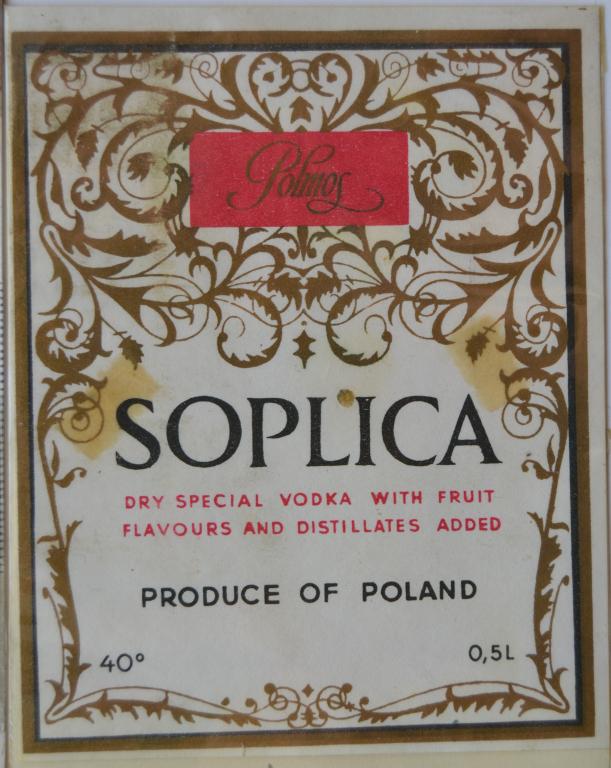 Polmos
SOPLICA
DRY SPECIAL VODKA WITH FRUIT
FLAVOURS AND DISTILLATES ADDED
PRODUCE OF POLAND
40° 0,5L